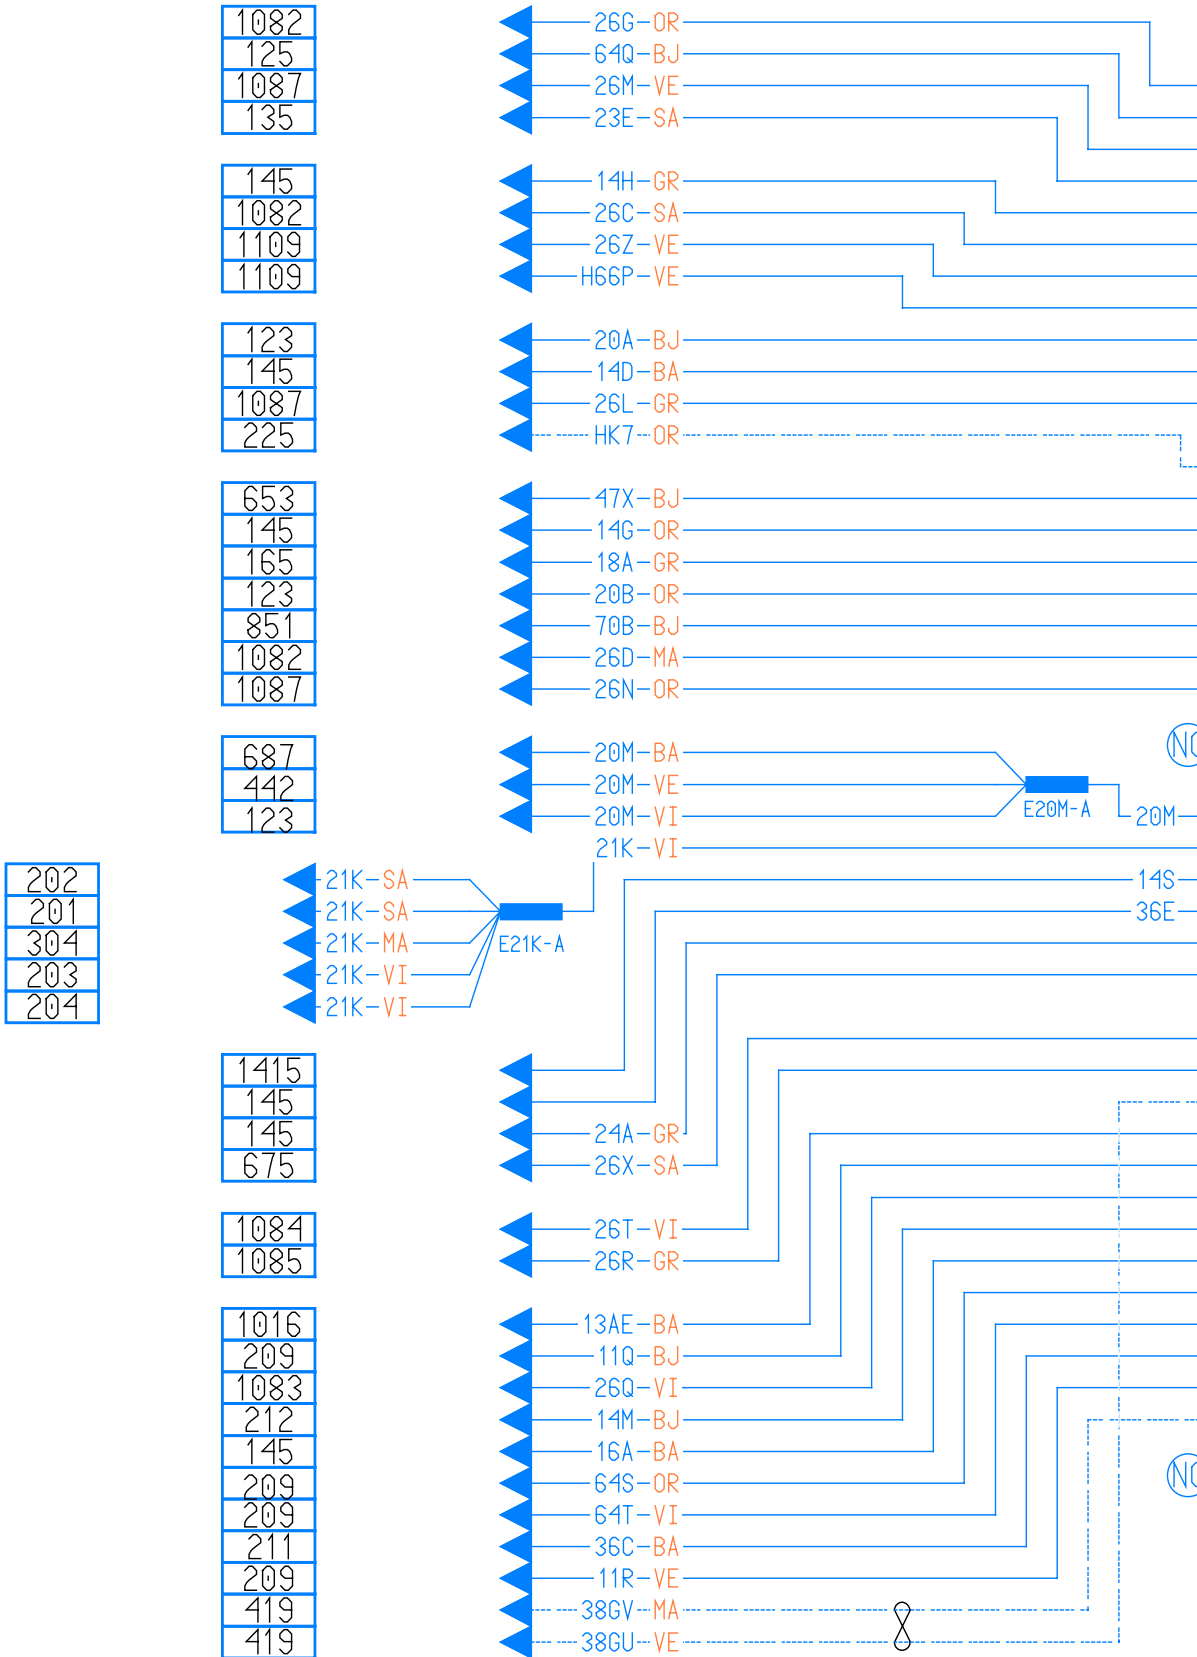 1082 26G-OR
125 64Q-BJ
1087 26M-VE
135 23E-SA
145 14H-GR
1082 26C-SA
1109 26Z-VE
1109 H66P-VE
123 20A-BJ
145 14D-BA
1087 26L-GR
225 HK7-OR
653 47X-BJ
145 14G-OR
165 18A-GR
123 20B-OR
851 70B-BJ
1082 26D-MA
1087 26N-OR
687 20M-BA
442 20M-VE
E20M-A
123 20M-VI 20M
21K-VI
202 21K-SA 14S
201 21K-SA 36E
304 21K-MA E21K-A
203 21K-VI
204 21K-VI
1415
145
145 24A-GR
675 26X-SA
1084 26T-VI
1085 26R-GR
1016 13AE-BA
209 11Q-BJ
1083 26Q-VI
212 14M-BJ
145 16A-BA
209 64S-OR
209 64T-VI
211 36C-BA
209 11R-VE
419 38GV-MA
419 38GU-VE